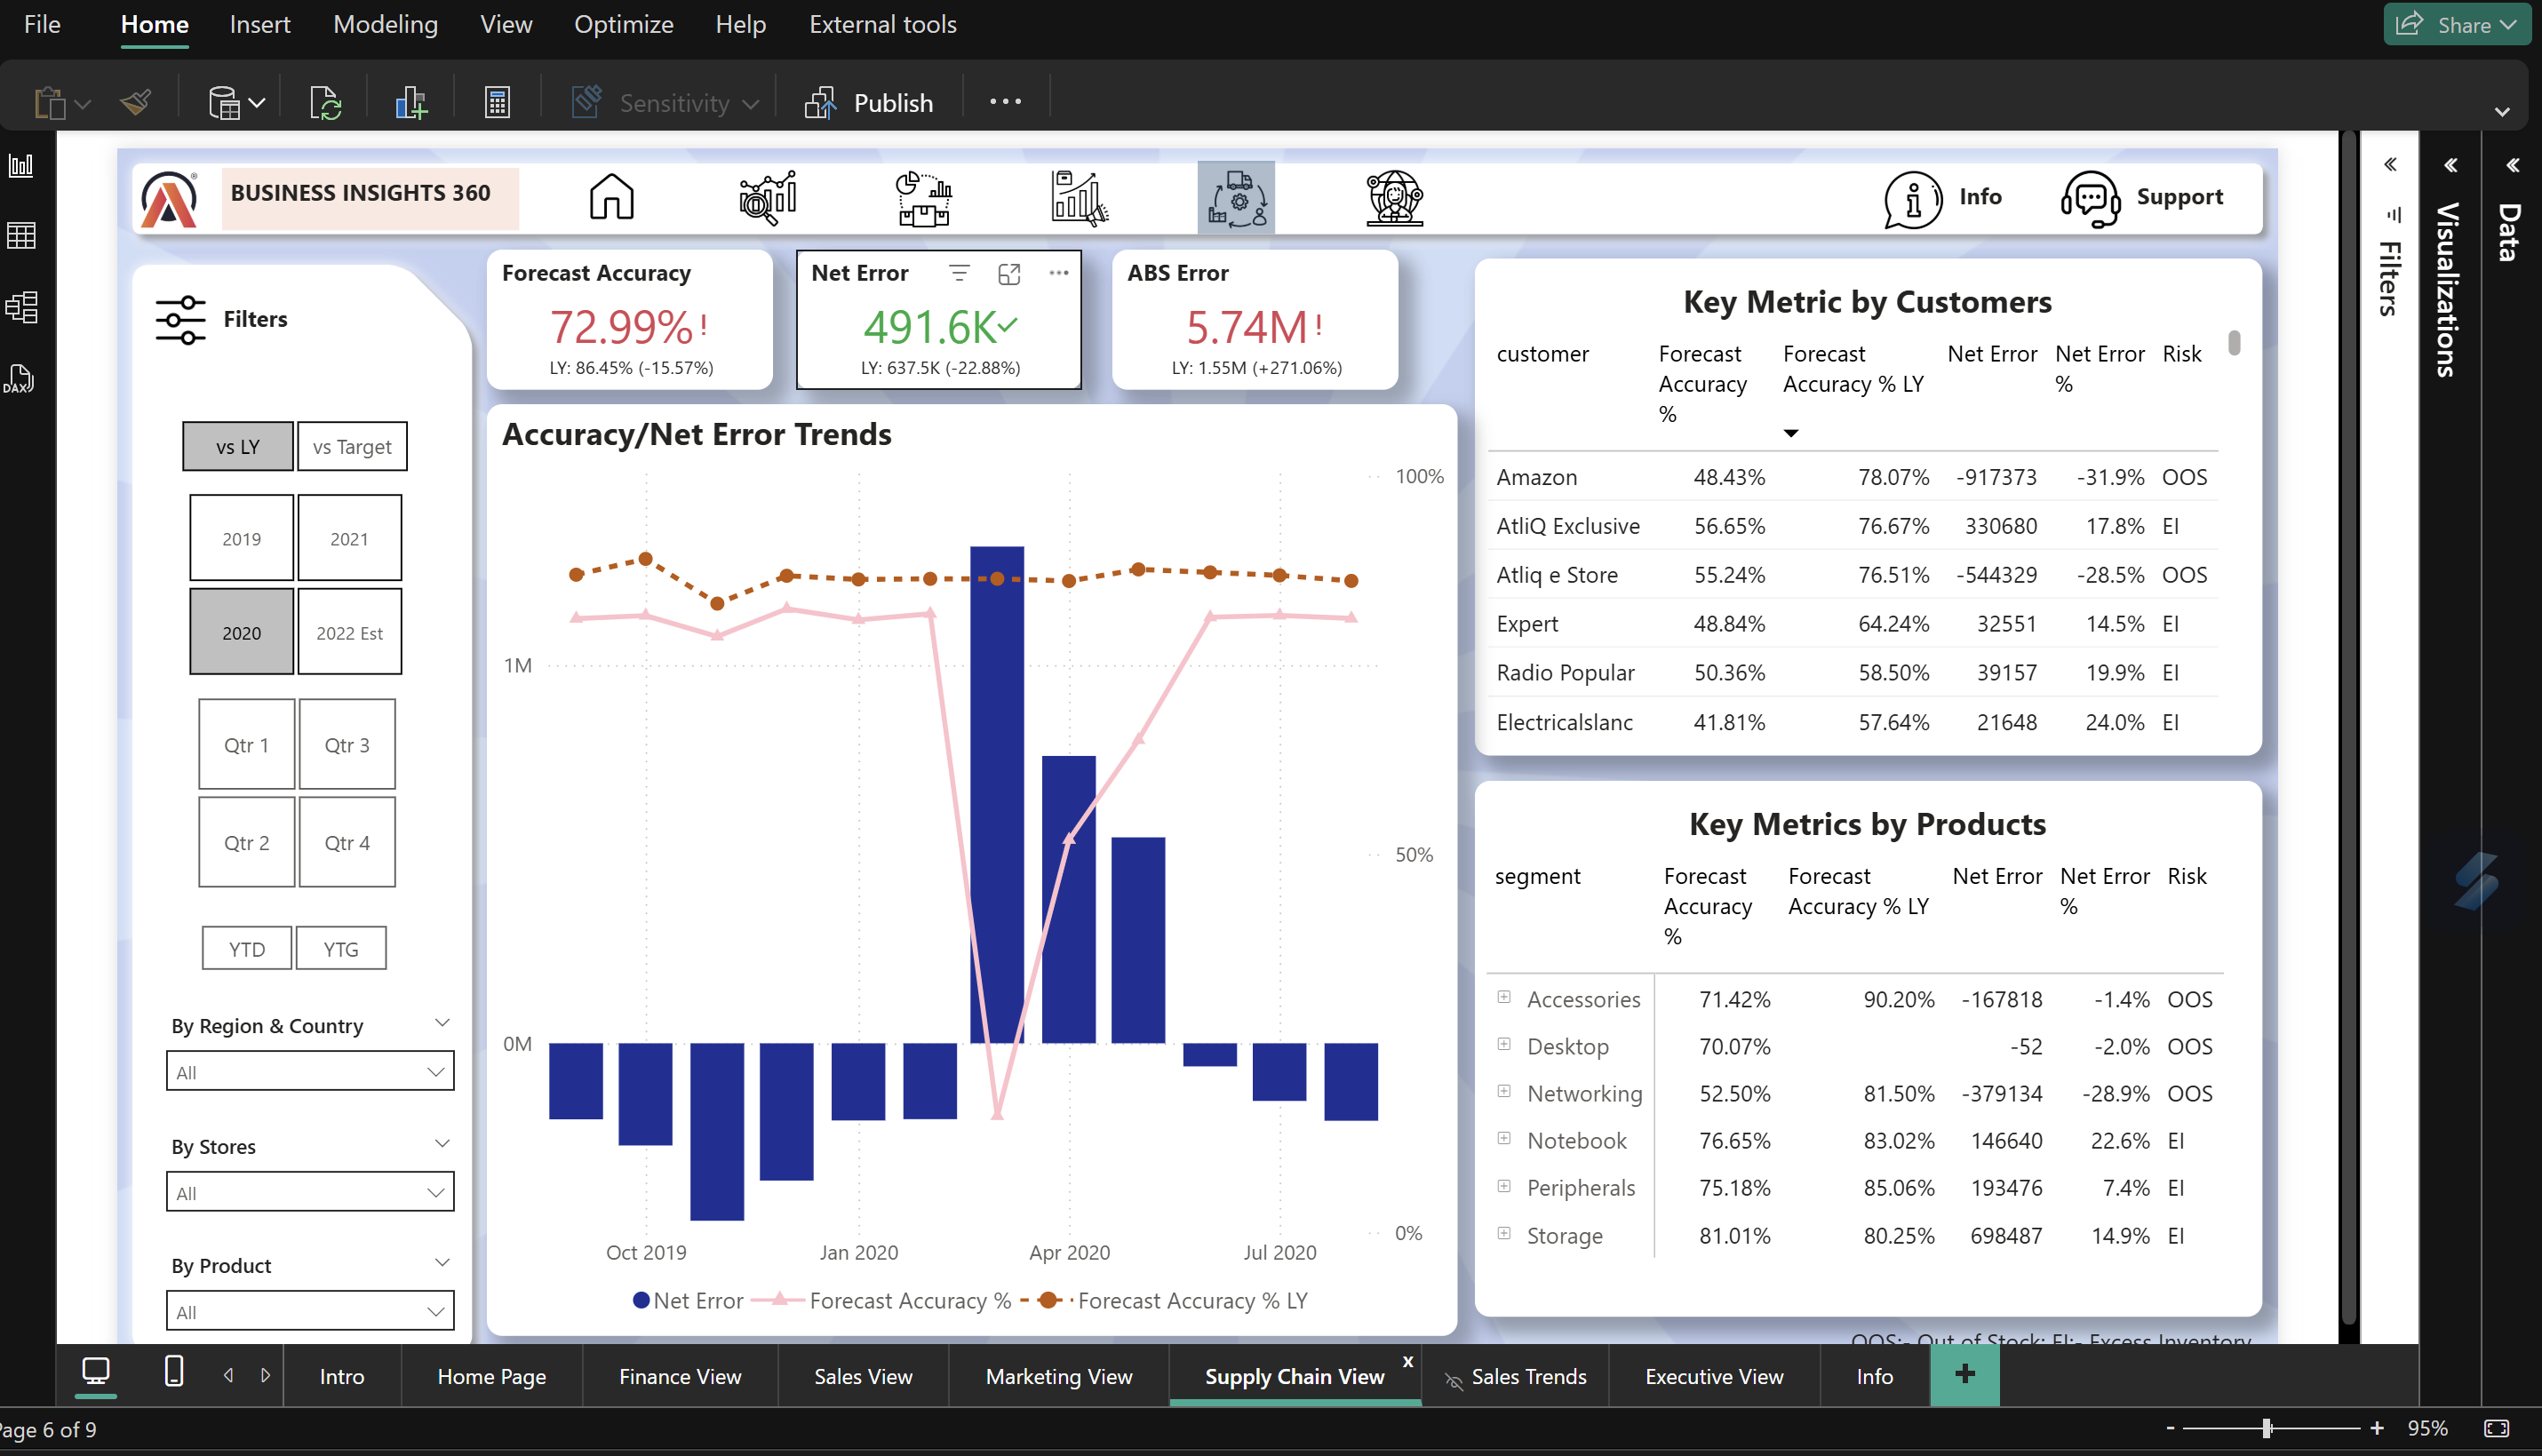 File Home Insert Modeling View Optimize Help External tools Share
Sensitivity Publish
BUSINESS INSIGHTS 360 Info Support
Filters
vs LY vs Target
2019 2021
2020 2022 Est
Qtr 1 Qtr 3
Qtr 2 Qtr 4
YTD YTG
By Region & Country
All
By Stores
All
By Product
All
Forecast Accuracy
72.99%!
LY: 86.45% (-15.57%)
Net Error
491.6K
LY: 637.5K (-22.88%)
ABS Error
5.74M!
LY: 1.55M (+271.06%)
Accuracy/Net Error Trends
100%
1M
50%
0M
0%
Oct 2019 Jan 2020 Apr 2020 Jul 2020
Net Error Forecast Accuracy % Forecast Accuracy % LY
Key Metric by Customers
customer Forecast Accuracy % Forecast Accuracy % LY Net Error Net Error % Risk
Amazon 48.43% 78.07% -917373 -31.9% OOS
AtliQ Exclusive 56.65% 76.67% 330680 17.8% EI
Atliq e Store 55.24% 76.51% -544329 -28.5% OOS
Expert 48.84% 64.24% 32551 14.5% EI
Radio Popular 50.36% 58.50% 39157 19.9% EI
Electricalslanc 41.81% 57.64% 21648 24.0% EI
Key Metrics by Products
segment Forecast Accuracy % Forecast Accuracy % LY Net Error Net Error % Risk
Accessories 71.42% 90.20% -167818 -1.4% OOS
Desktop 70.07% -52 -2.0% OOS
Networking 52.50% 81.50% -379134 -28.9% OOS
Notebook 76.65% 83.02% 146640 22.6% EI
Peripherals 75.18% 85.06% 193476 7.4% EI
Storage 81.01% 80.25% 698487 14.9% EI
OOS:- Out of Stock; EI:- Excess Inventory
Filters
Visualizations
Data
DAX
Intro Home Page Finance View Sales View Marketing View Supply Chain View x Sales Trends Executive View Info +
Page 6 of 9 - + 95%